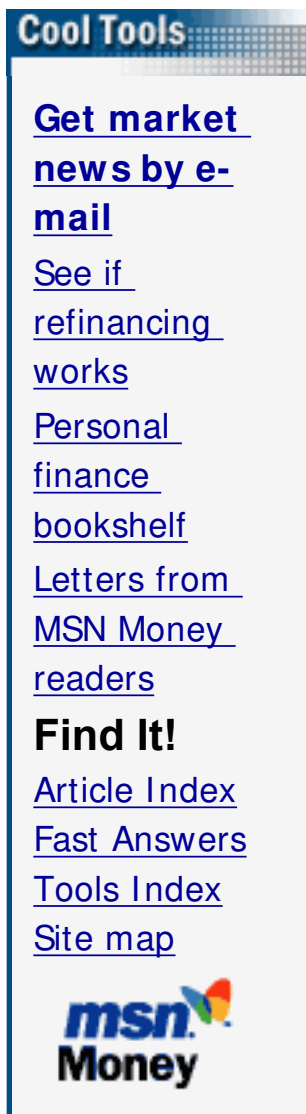 Cool Tools
Get market
news by e-
mail
See if
refinancing
works
Personal
finance
bookshelf
Letters from
MSN Money
readers
Find It!
Article Index
Fast Answers
Tools Index
Site map
msn
Money